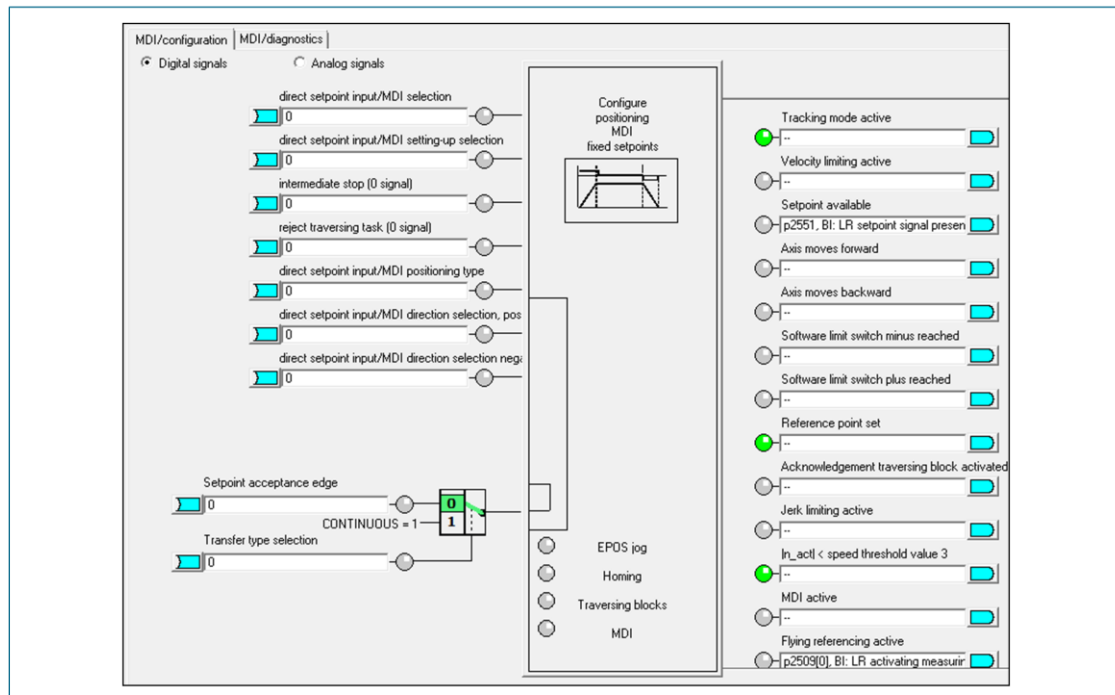 MDI/configuration
MDI/diagnostics
Digital signals
Analog signals
direct setpoint input/MDI selection
0
direct setpoint input/MDI setting-up selection
0
intermediate stop (0 signal)
0
reject traversing task (0 signal)
0
direct setpoint input/MDI positioning type
0
direct setpoint input/MDI direction selection, pos
0
direct setpoint input/MDI direction selection nega
0
Setpoint acceptance edge
0
CONTINUOUS = 1
0
1
Transfer type selection
0
Configure
positioning
MDI
fixed setpoints
EPOS jog
Homing
Traversing blocks
MDI
Tracking mode active
--
Velocity limiting active
--
Setpoint available
p2551, BI: LR setpoint signal presen
Axis moves forward
--
Axis moves backward
--
Software limit switch minus reached
--
Software limit switch plus reached
--
Reference point set
--
Acknowledgement traversing block activated
--
Jerk limiting active
--
|n_act| < speed threshold value 3
--
MDI active
--
Flying referencing active
p2509[0], BI: LR activating measurin